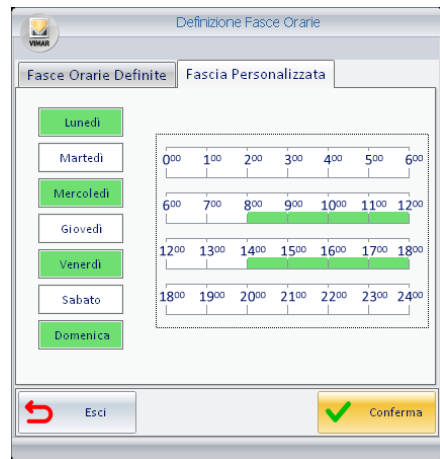 Definizione Fasce Orarie
VIMAR
Fasce Orarie Definite Fascia Personalizzata
Lunedì
Martedì
Mercoledì
Giovedì
Venerdì
Sabato
Domenica
000 100 200 300 400 500 600
600 700 800 900 1000 1100 1200
1200 1300 1400 1500 1600 1700 1800
1800 1900 2000 2100 2200 2300 2400
Esci
Conferma